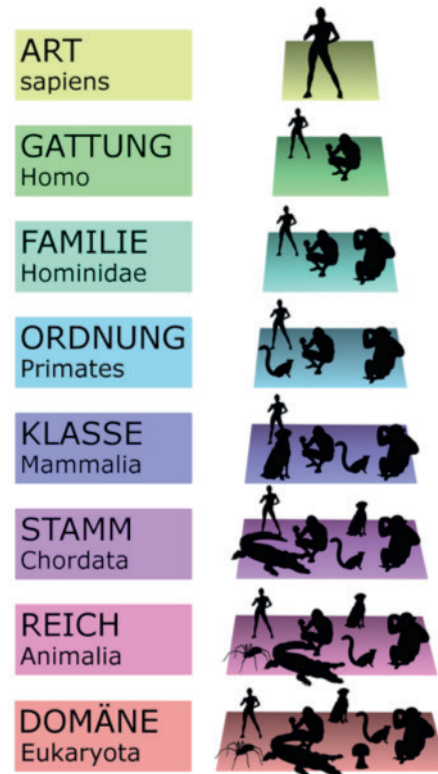 ART
sapiens
GATTUNG
Homo
FAMILIE
Hominidae
ORDNUNG
Primates
KLASSE
Mammalia
STAMM
Chordata
REICH
Animalia
DOMÄNE
Eukaryota